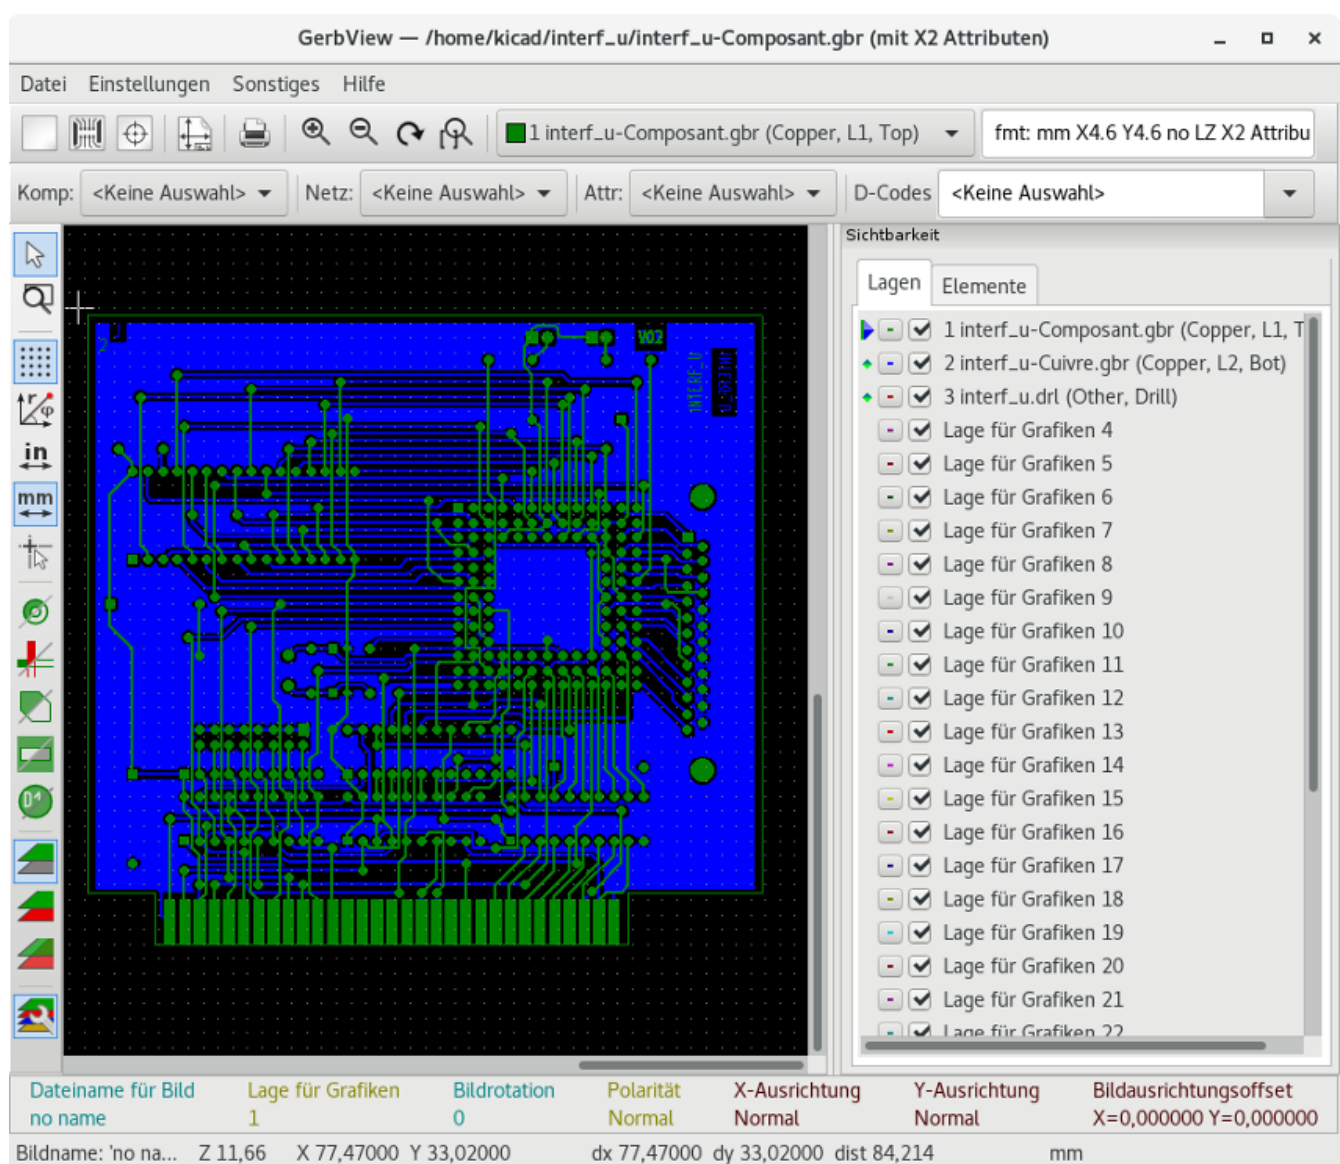 GerbView — /home/kicad/interf_u/interf_u-Composant.gbr (mit X2 Attributen)
Datei Einstellungen Sonstiges Hilfe
1 interf_u-Composant.gbr (Copper, L1, Top) fmt: mm X4.6 Y4.6 no LZ X2 Attribu
Komp: <Keine Auswahl> Netz: <Keine Auswahl> Attr: <Keine Auswahl> D-Codes <Keine Auswahl>
Sichtbarkeit
Lagen Elemente
in
mm
INTERF_U
1 interf_u-Composant.gbr (Copper, L1, T
2 interf_u-Cuivre.gbr (Copper, L2, Bot)
3 interf_u.drl (Other, Drill)
Lage für Grafiken 4
Lage für Grafiken 5
Lage für Grafiken 6
Lage für Grafiken 7
Lage für Grafiken 8
Lage für Grafiken 9
Lage für Grafiken 10
Lage für Grafiken 11
Lage für Grafiken 12
Lage für Grafiken 13
Lage für Grafiken 14
Lage für Grafiken 15
Lage für Grafiken 16
Lage für Grafiken 17
Lage für Grafiken 18
Lage für Grafiken 19
Lage für Grafiken 20
Lage für Grafiken 21
Lage für Grafiken 22
Dateiname für Bild Lage für Grafiken Bildrotation Polarität X-Ausrichtung Y-Ausrichtung Bildausrichtungsoffset
no name 1 0 Normal Normal Normal X=0,000000 Y=0,000000
Bildname: 'no na... Z 11,66 X 77,47000 Y 33,02000 dx 77,47000 dy 33,02000 dist 84,214 mm